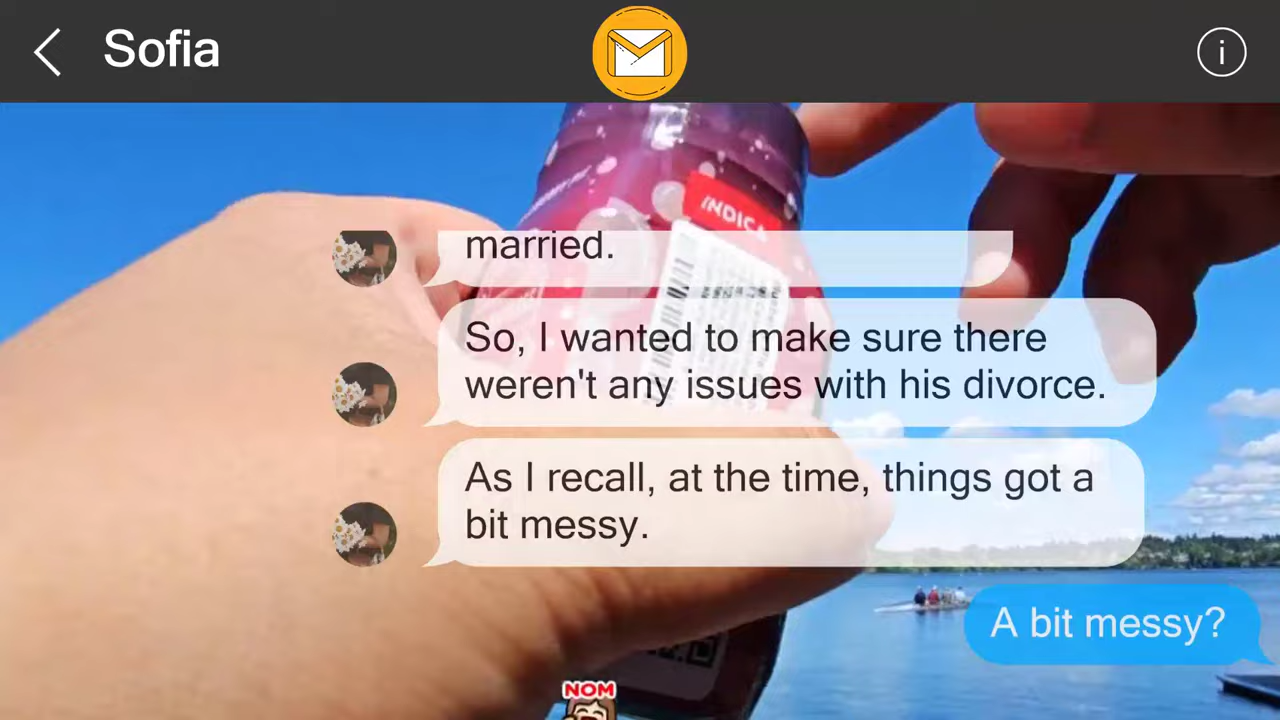 Sofia
i
INDICA
married.
So, I wanted to make sure there
weren't any issues with his divorce.
As I recall, at the time, things got a
bit messy.
A bit messy?
NOM